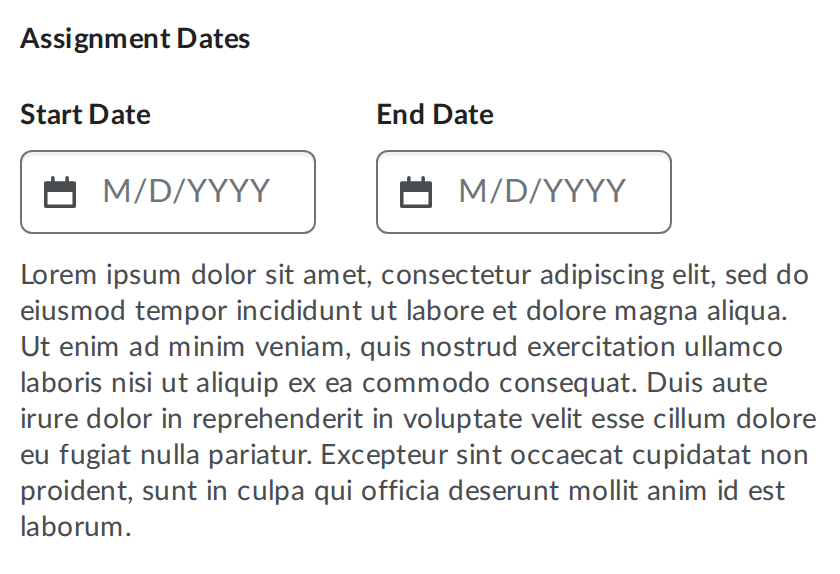 Assignment Dates
Start Date End Date
M/D/YYYY M/D/YYYY
Lorem ipsum dolor sit amet, consectetur adipiscing elit, sed do
eiusmod tempor incididunt ut labore et dolore magna aliqua.
Ut enim ad minim veniam, quis nostrud exercitation ullamco
laboris nisi ut aliquip ex ea commodo consequat. Duis aute
irure dolor in reprehenderit in voluptate velit esse cillum dolore
eu fugiat nulla pariatur. Excepteur sint occaecat cupidatat non
proident, sunt in culpa qui officia deserunt mollit anim id est
laborum.